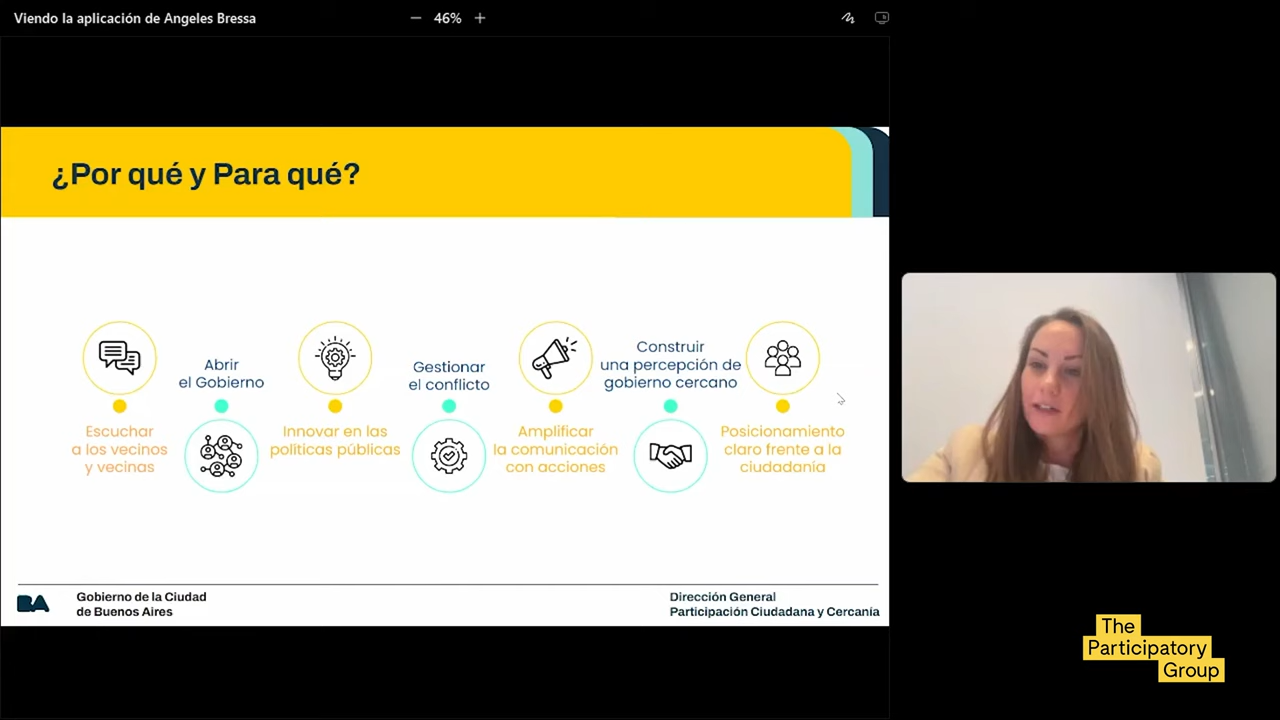 Viendo la aplicación de Angeles Bressa
46%
¿Por qué y Para qué?
Escuchar
a los vecinos
y vecinas
Abrir
el Gobierno
Innovar en las
políticas públicas
Gestionar
el conflicto
Amplificar
la comunicación
con acciones
Construir
una percepción de
gobierno cercano
Posicionamiento
claro frente a la
ciudadanía
BA
Gobierno de la Ciudad
de Buenos Aires
Dirección General
Participación Ciudadana y Cercanía
The
Participatory
Group